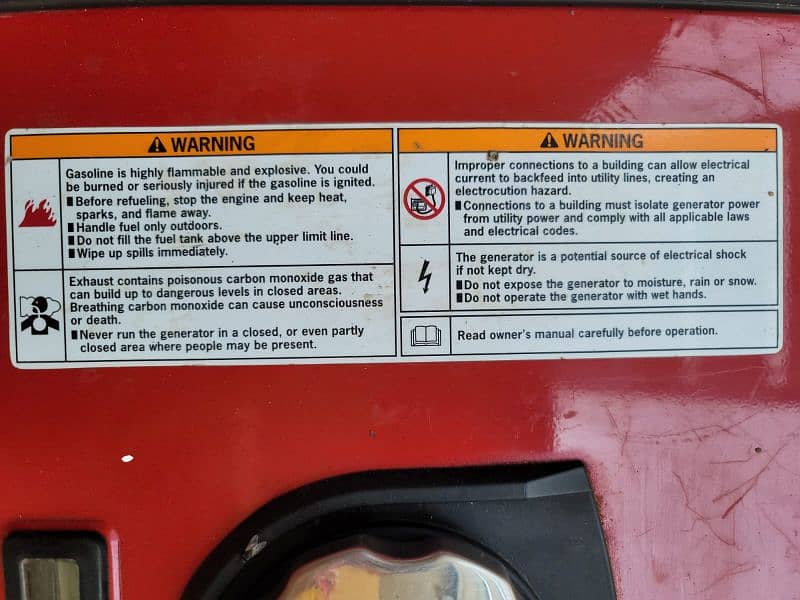 WARNING
Gasoline is highly flammable and explosive. You could
be burned or seriously injured if the gasoline is ignited.
■Before refueling, stop the engine and keep heat,
sparks, and flame away.
■Handle fuel only outdoors.
■Do not fill the fuel tank above the upper limit line.
■Wipe up spills immediately.
Exhaust contains poisonous carbon monoxide gas that
can build up to dangerous levels in closed areas.
Breathing carbon monoxide can cause unconsciousness
or death.
■Never run the generator in a closed, or even partly
closed area where people may be present.
WARNING
Improper connections to a building can allow electrical
current to backfeed into utility lines, creating an
electrocution hazard.
■Connections to a building must isolate generator power
from utility power and comply with all applicable laws
and electrical codes.
The generator is a potential source of electrical shock
if not kept dry.
■Do not expose the generator to moisture, rain or snow.
■Do not operate the generator with wet hands.
Read owner's manual carefully before operation.